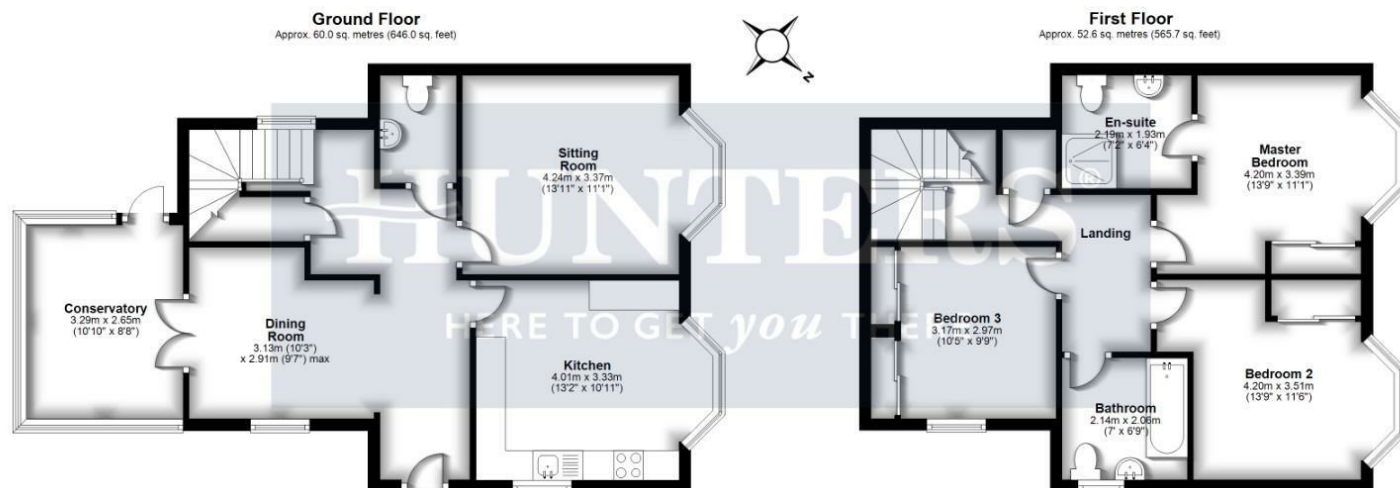 Ground Floor
Approx. 60.0 sq. metres (646.0 sq. feet)
N
First Floor
Approx. 52.6 sq. metres (565.7 sq. feet)
Sitting
Room
4.24m x 3.37m
(13'11" x 11'1")
Conservatory
3.29m x 2.65m
(10'10" x 8'8")
Dining
Room
3.13m (10'3")
x 2.91m (9'7") max
Kitchen
4.01m x 3.33m
(13'2" x 10'11")
En-suite
2.19m x 1.93m
(7'2" x 6'4")
Master
Bedroom
4.20m x 3.39m
(13'9" x 11'1")
Landing
Bedroom 3
3.17m x 2.97m
(10'5" x 9'9")
Bedroom 2
4.20m x 3.51m
(13'9" x 11'6")
Bathroom
2.14m x 2.06m
(7' x 6'9")
HUNTERS®
HERE TO GET you THERE